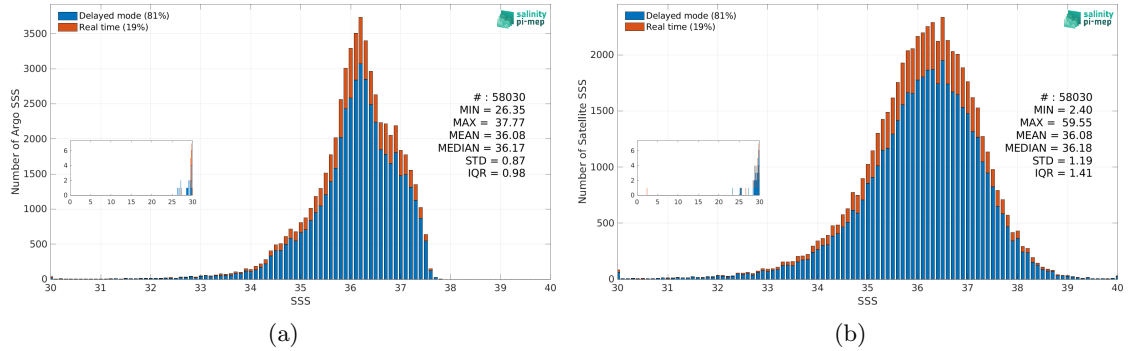 Delayed mode (81%)
Real time (19%)
salinity
pi-mep
Number of Argo SSS
3500
3000
2500
2000
1500
1000
500
0
# : 58030
MIN = 26.35
MAX = 37.77
MEAN = 36.08
MEDIAN = 36.17
STD = 0.87
IQR = 0.98
6
4
2
0
0 5 10 15 20 25 30
30 31 32 33 34 35 36 37 38 39 40
SSS
(a)
Delayed mode (81%)
Real time (19%)
salinity
pi-mep
Number of Satellite SSS
2000
1500
1000
500
0
# : 58030
MIN = 2.40
MAX = 59.55
MEAN = 36.08
MEDIAN = 36.18
STD = 1.19
IQR = 1.41
6
4
2
0
0 5 10 15 20 25 30
30 31 32 33 34 35 36 37 38 39 40
SSS
(b)